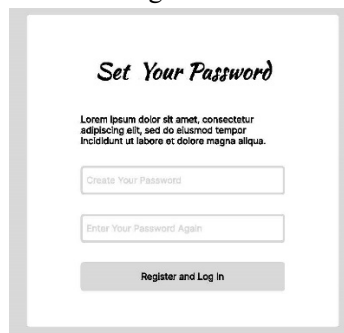 Set Your Password
Lorem ipsum dolor sit amet, consectetur
adipiscing elit, sed do eiusmod tempor
incididunt ut labore et dolore magna aliqua.
Create Your Password
Enter Your Password Again
Register and Log In